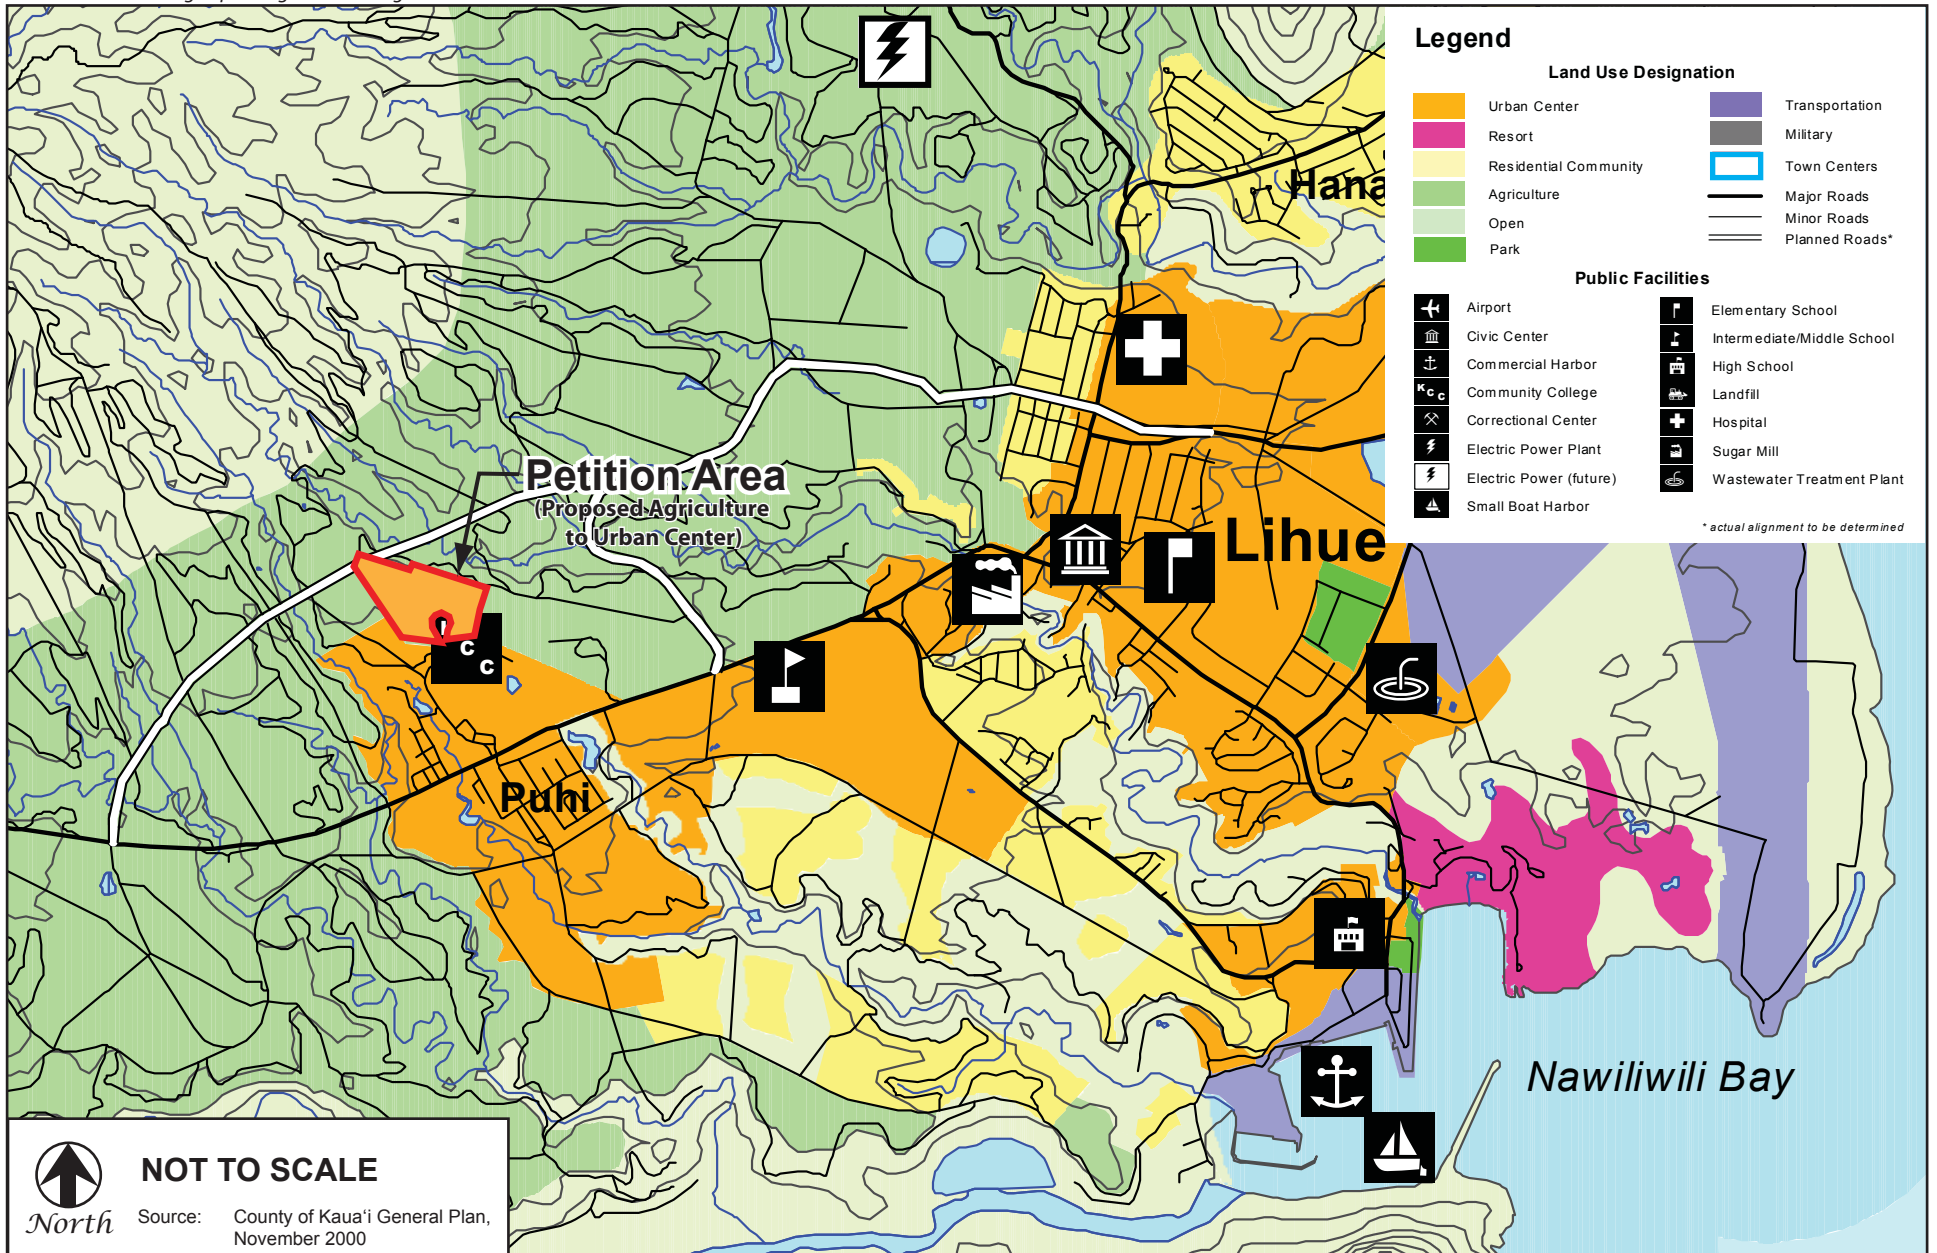 Legend
Land Use Designation
Urban Center
Resort
Residential Community
Agriculture
Open
Park
Transportation
Military
Town Centers
Major Roads
Minor Roads
Planned Roads*
Public Facilities
Airport
Civic Center
Commercial Harbor
K C C
Community College
Correctional Center
Electric Power Plant
Electric Power (future)
Small Boat Harbor
Elementary School
Intermediate/Middle School
High School
Landfill
Hospital
Sugar Mill
Wastewater Treatment Plant
* actual alignment to be determined
Hana
Petition Area
(Proposed Agriculture
to Urban Center)
Lihue
C
C
Puhi
Nawiliwili Bay
North
NOT TO SCALE
Source: County of Kaua‘i General Plan,
November 2000